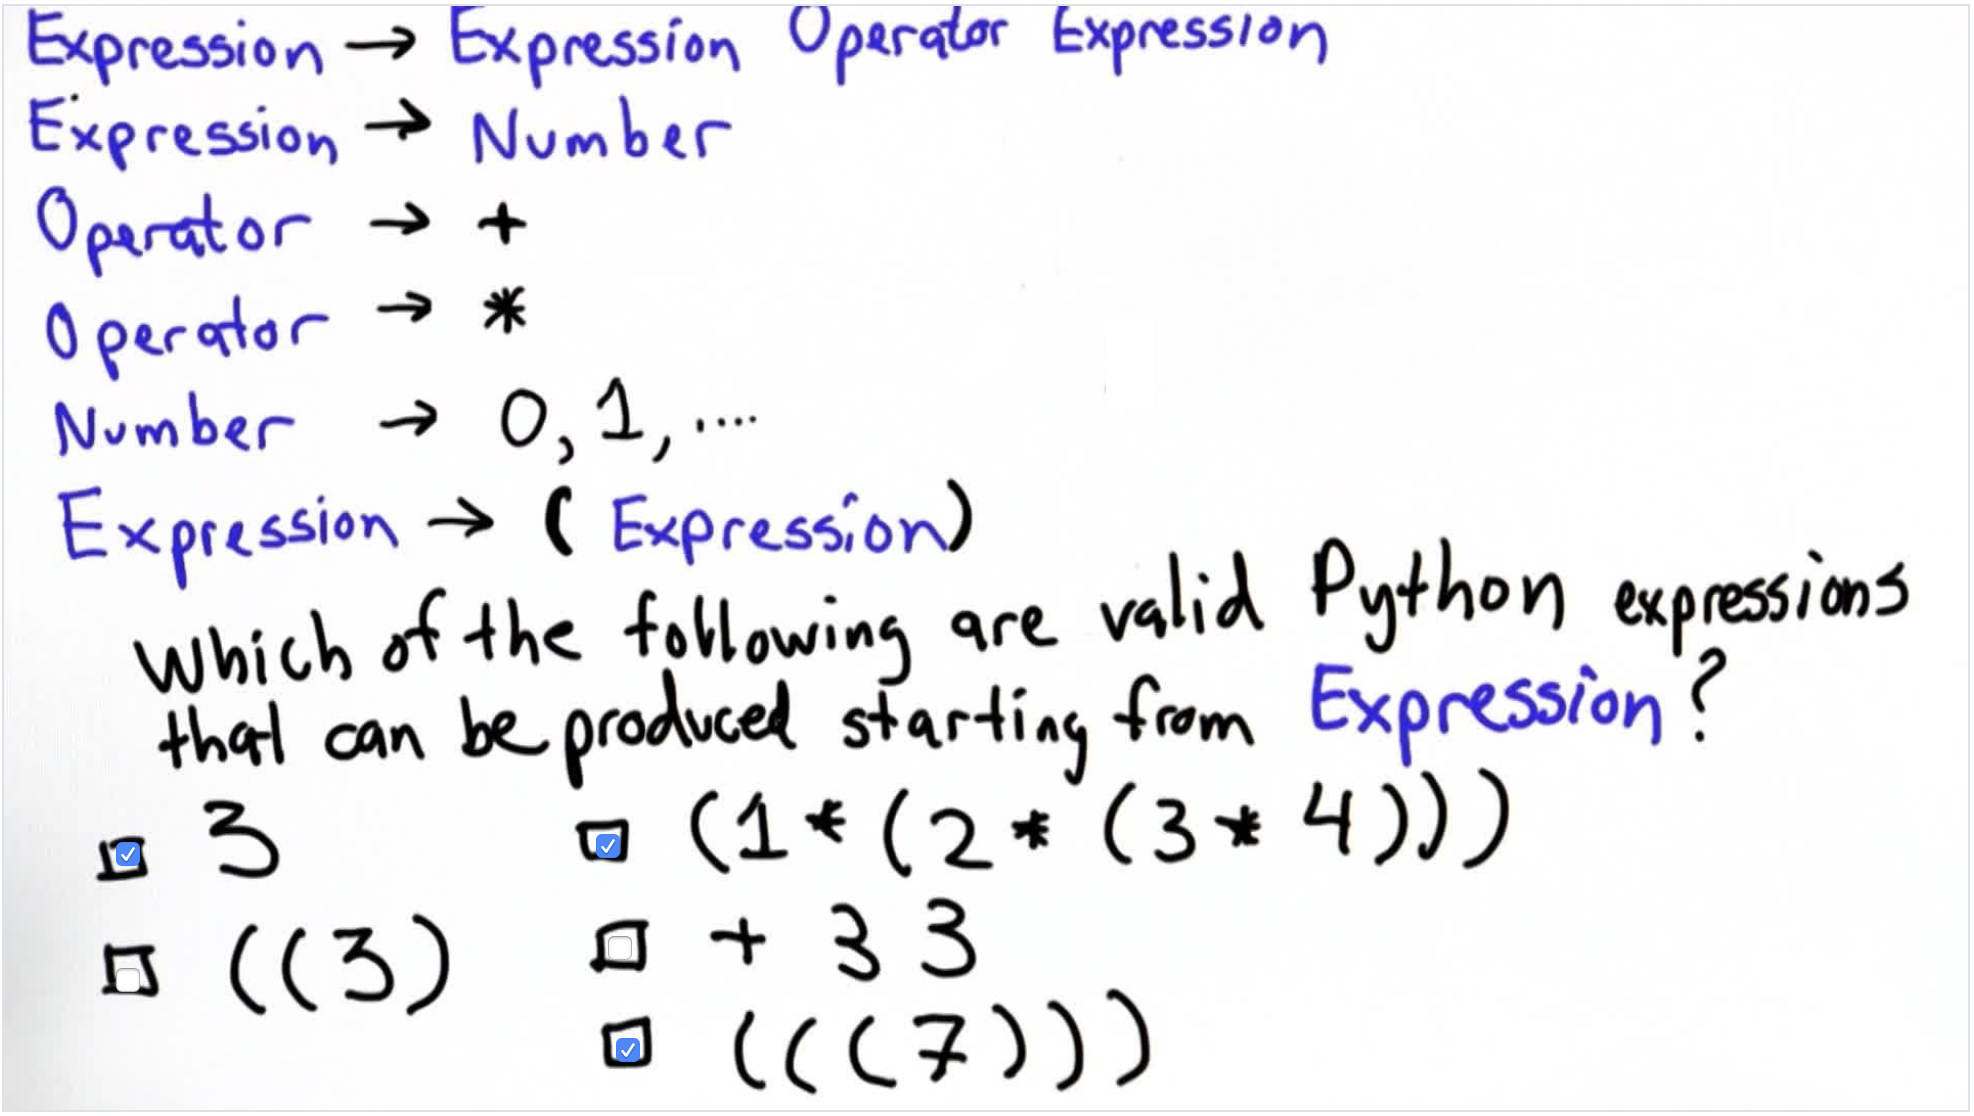 Expression → Expression Operator Expression
Expression → Number
Operator → +
Operator → *
Number → 0, 1, ....
Expression → ( Expression )
Which of the following are valid Python expressions
that can be produced starting from Expression?
3
(1 * (2 * (3 * 4)))
((3)
+ 3 3
(((7)))